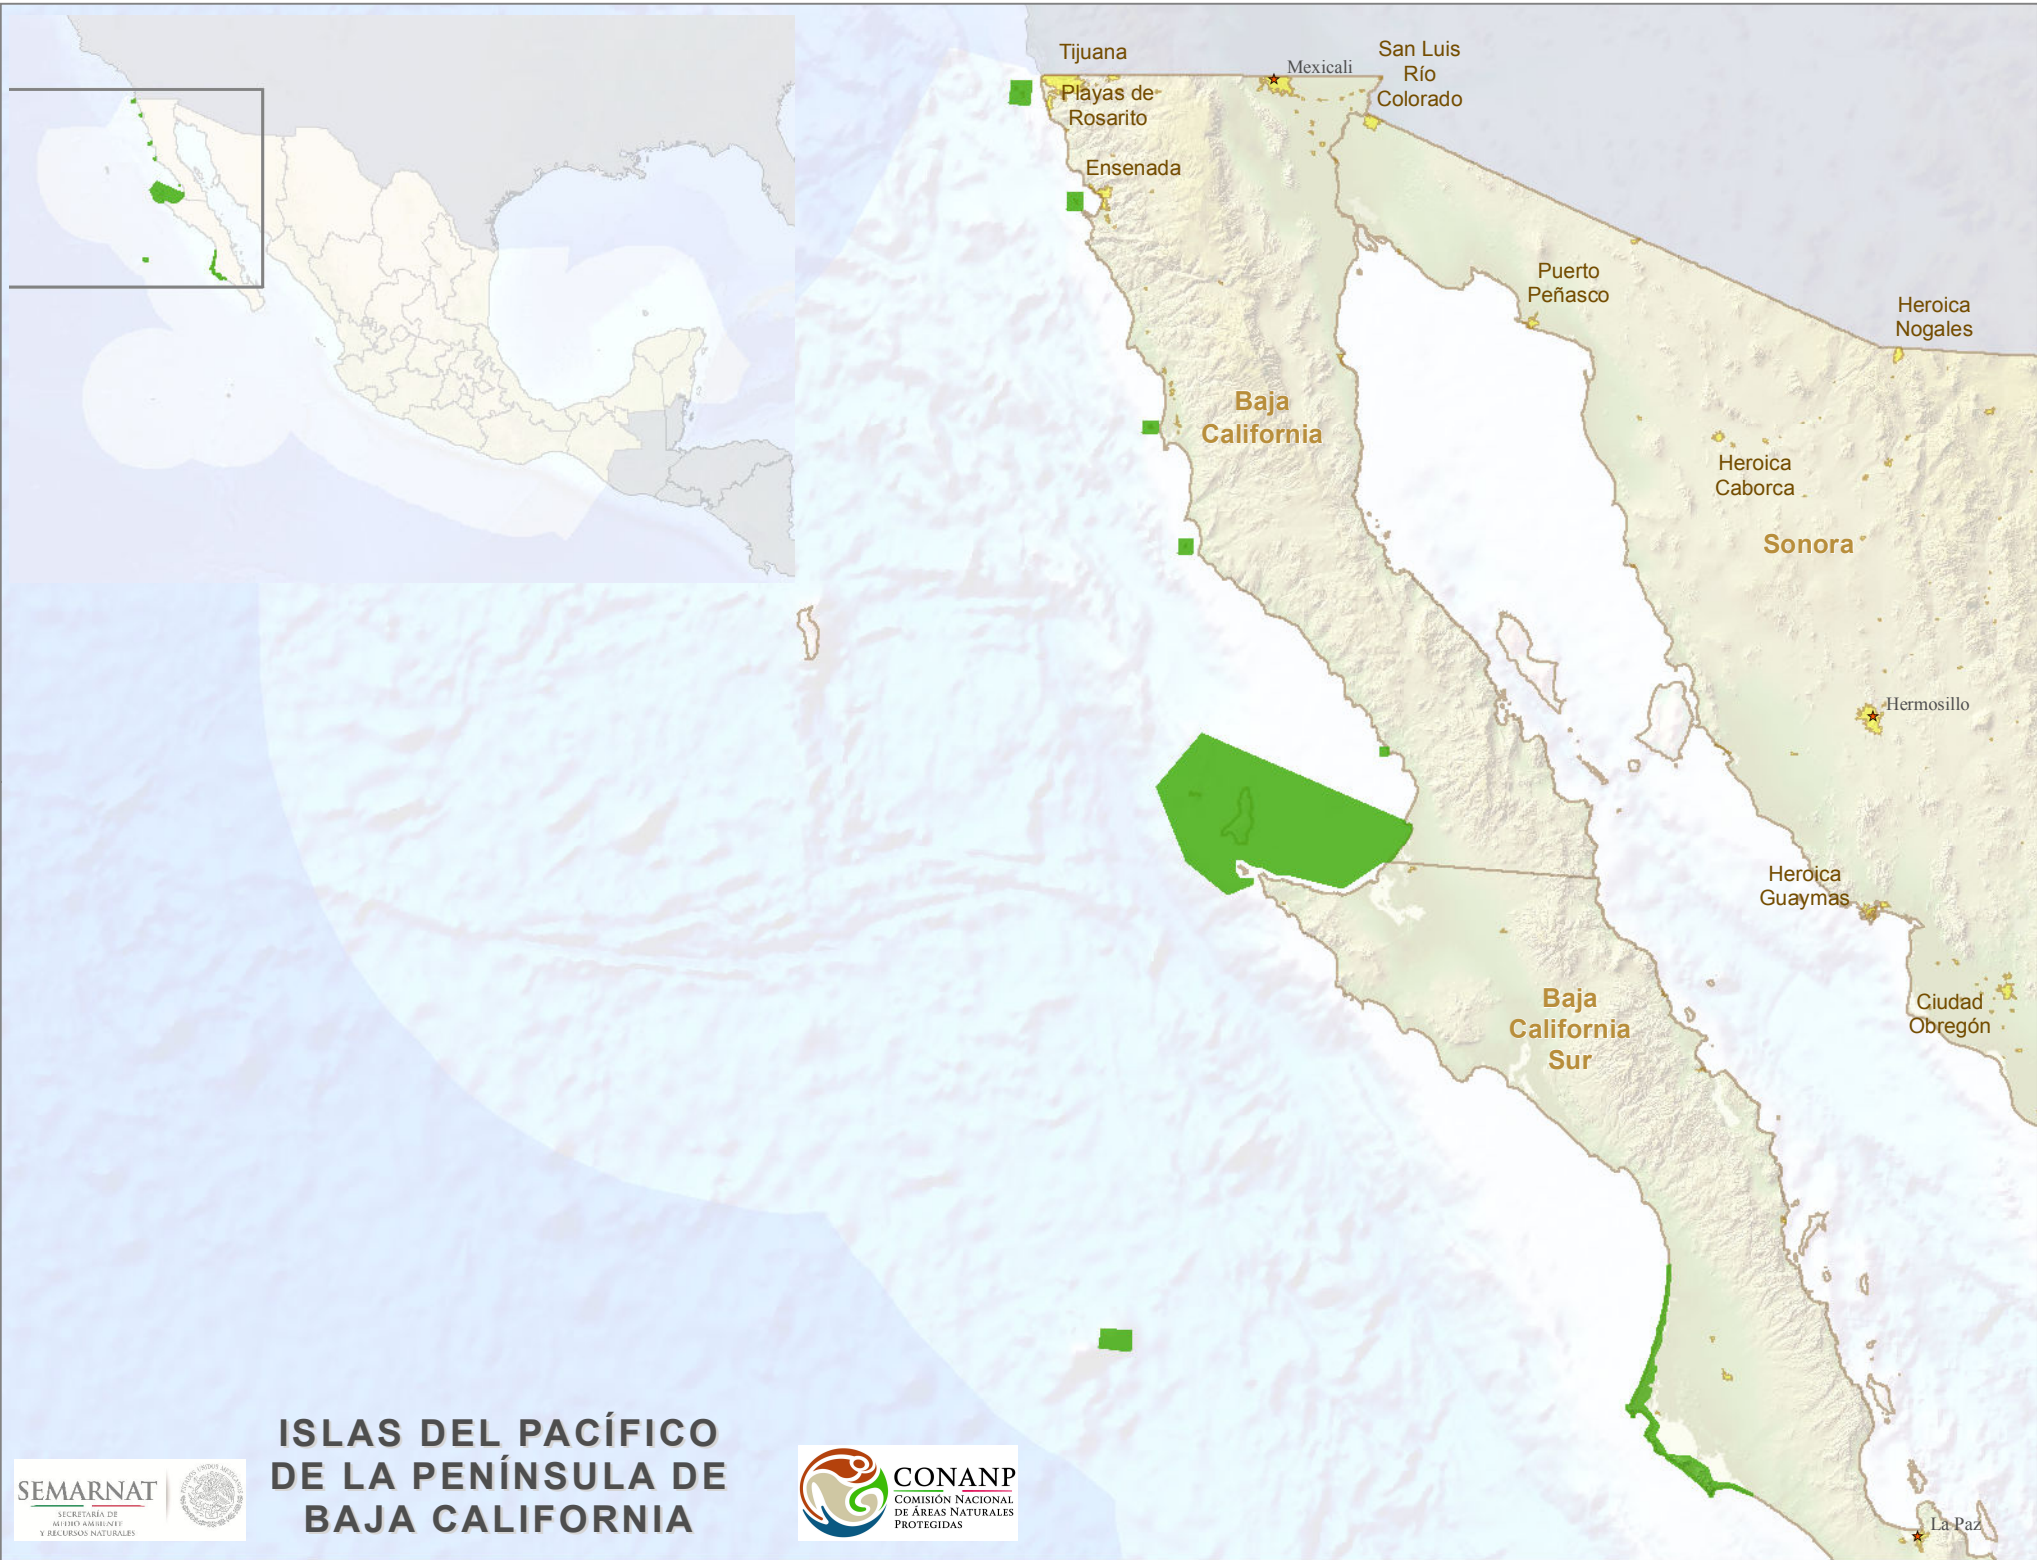 Tijuana
San Luis
Río
Colorado
Mexicali
Playas de
Rosarito
Ensenada
Puerto
Peñasco
Heroica
Nogales
Baja
California
Heroica
Caborca
Sonora
Hermosillo
Heroica
Guaymas
Baja
California
Sur
Ciudad
Obregón
La Paz
ISLAS DEL PACÍFICO
DE LA PENÍNSULA DE
BAJA CALIFORNIA
SEMARNAT
SECRETARÍA DE
MEDIO AMBIENTE
Y RECURSOS NATURALES
CONANP
COMISIÓN NACIONAL
DE ÁREAS NATURALES
PROTEGIDAS